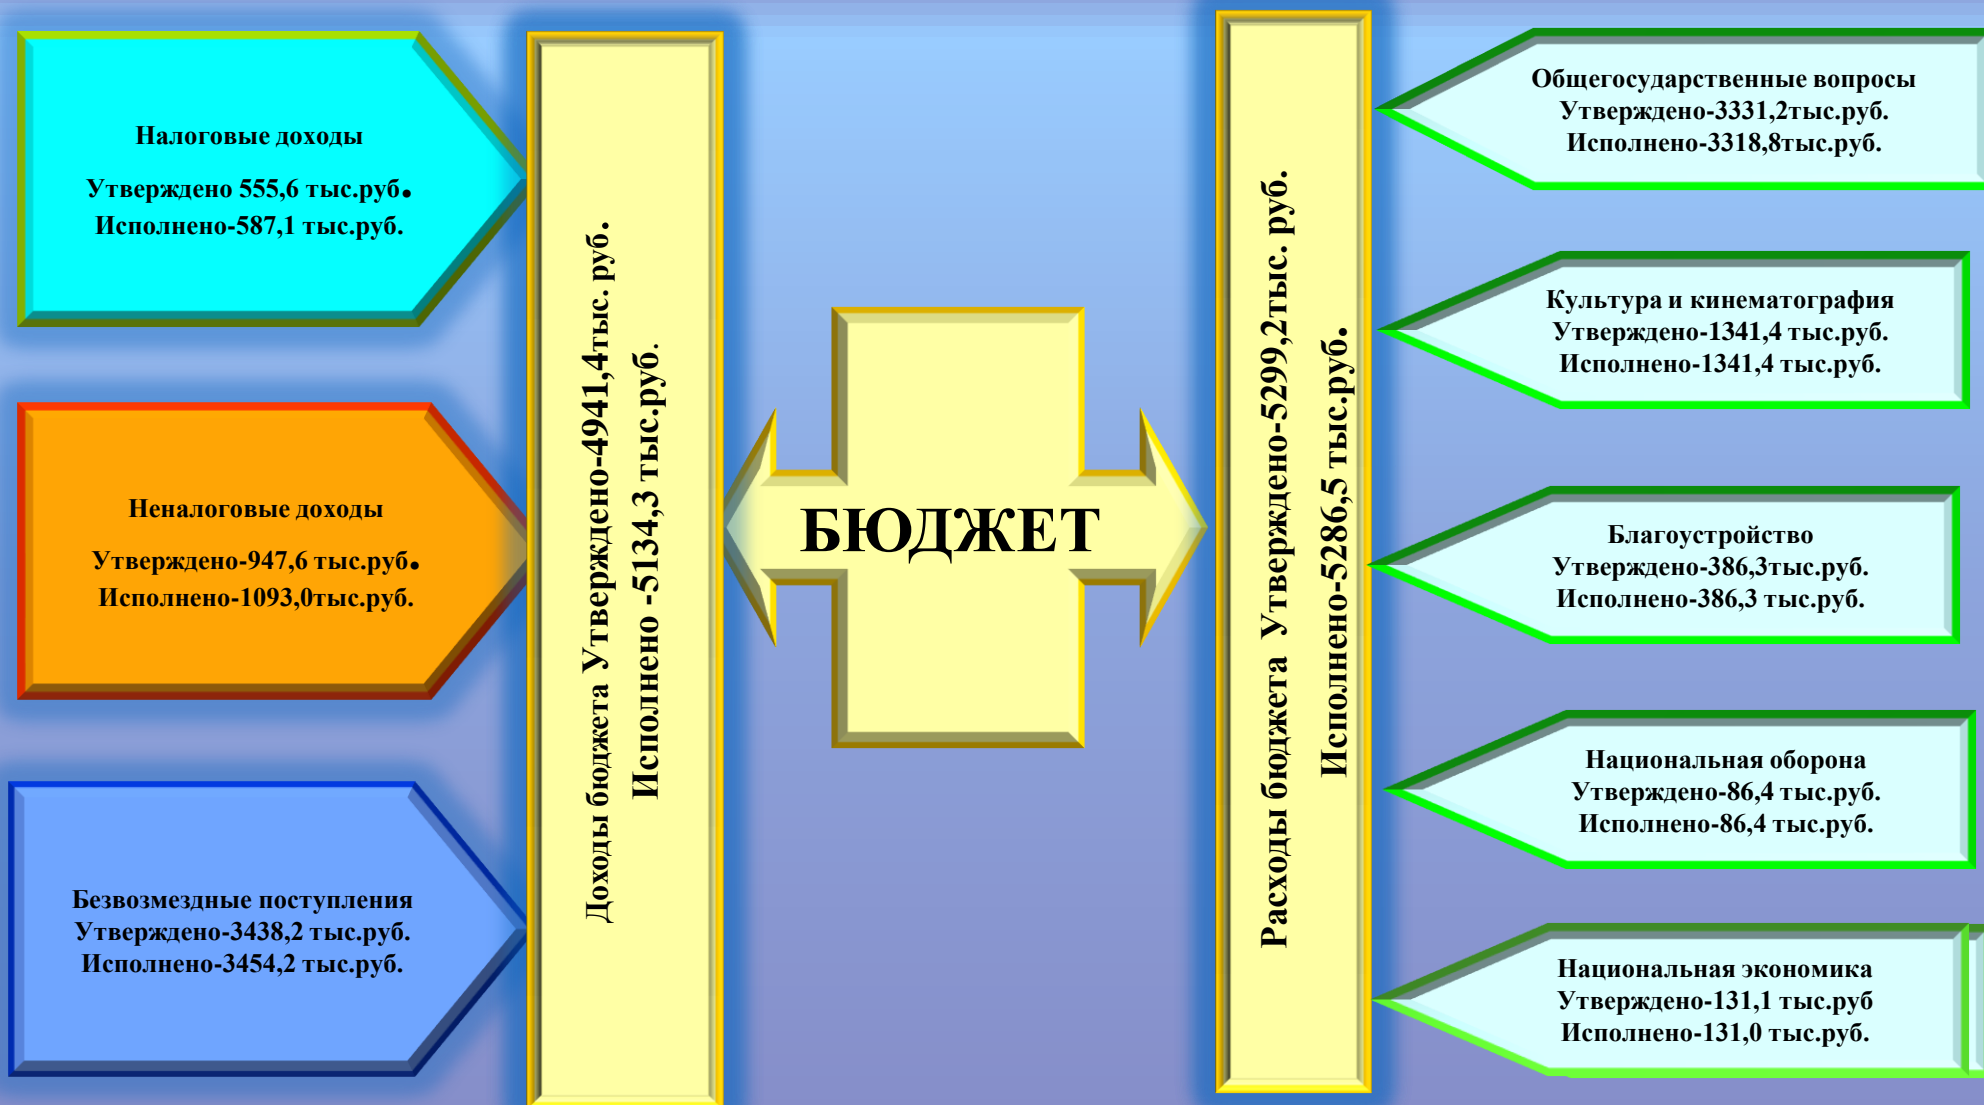 Налоговые доходы
Утверждено 555,6 тыс.руб.
Исполнено-587,1 тыс.руб.
Неналоговые доходы
Утверждено-947,6 тыс.руб.
Исполнено-1093,0тыс.руб.
Безвозмездные поступления
Утверждено-3438,2 тыс.руб.
Исполнено-3454,2 тыс.руб.
Доходы бюджета Утверждено-4941,4тыс. руб.
Исполнено -5134,3 тыс.руб.
БЮДЖЕТ
Расходы бюджета Утверждено-5299,2тыс. руб.
Исполнено-5286,5 тыс.руб.
Общегосударственные вопросы
Утверждено-3331,2тыс.руб.
Исполнено-3318,8тыс.руб.
Культура и кинематография
Утверждено-1341,4 тыс.руб.
Исполнено-1341,4 тыс.руб.
Благоустройство
Утверждено-386,3тыс.руб.
Исполнено-386,3 тыс.руб.
Национальная оборона
Утверждено-86,4 тыс.руб.
Исполнено-86,4 тыс.руб.
Национальная экономика
Утверждено-131,1 тыс.руб
Исполнено-131,0 тыс.руб.